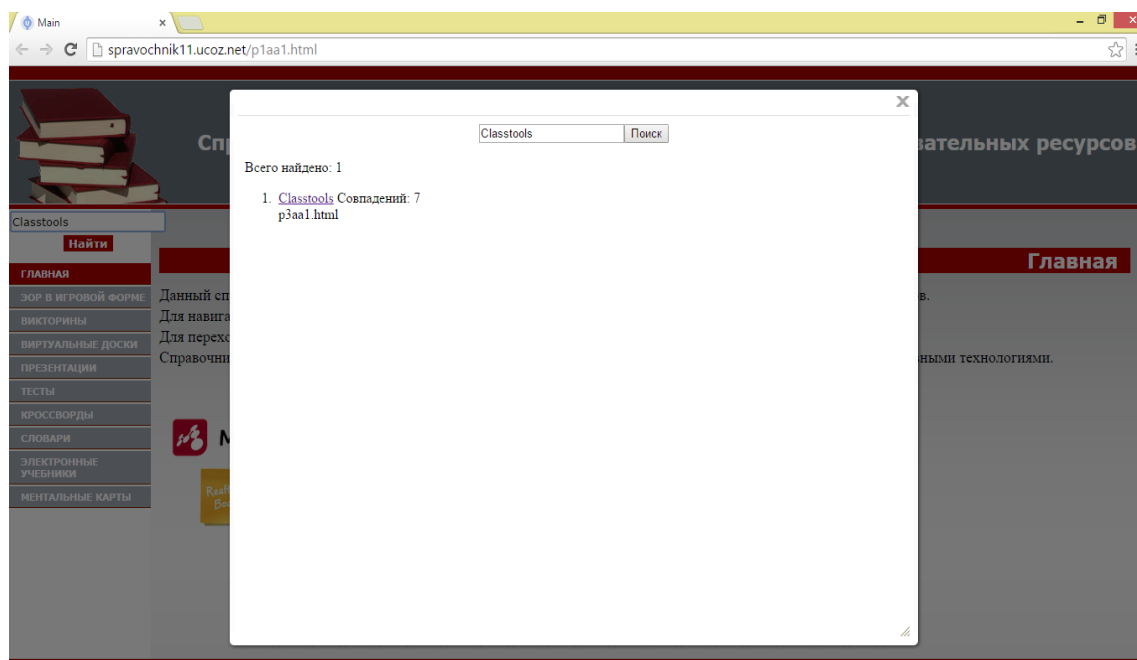 Main
spravochnik11.ucoz.net/p1aa1.html
Classtools Поиск
Всего найдено: 1
1. Classtools Совпадений: 7
p3aa1.html
зательных ресурсов
Classtools
Найти
Главная
ГЛАВНАЯ
ЭОР В ИГРОВОЙ ФОРМЕ
ВИКТОРИНЫ
ВИРТУАЛЬНЫЕ ДОСКИ
ПРЕЗЕНТАЦИИ
ТЕСТЫ
КРОССВОРДЫ
СЛОВАРИ
ЭЛЕКТРОННЫЕ
УЧЕБНИКИ
МЕНТАЛЬНЫЕ КАРТЫ
Данный сп в.
Для навига
Для перехо
Справочни ными технологиями.
M